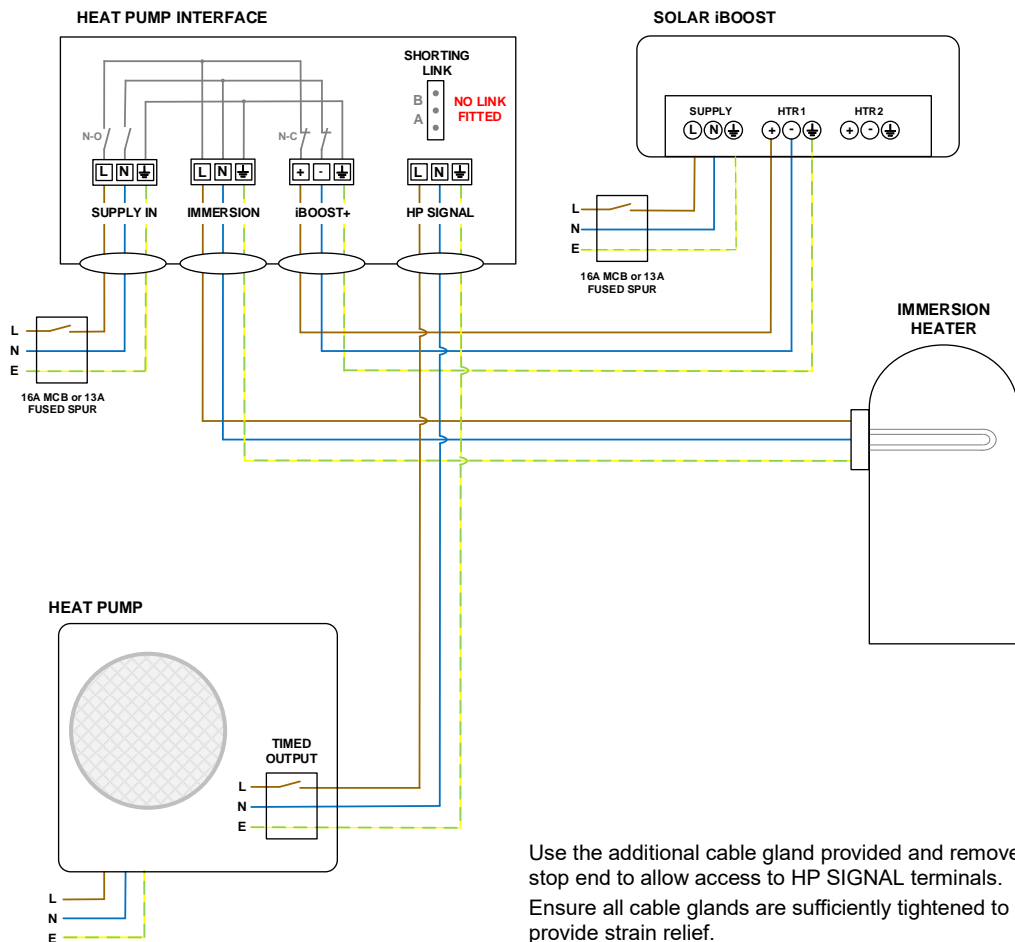 HEAT PUMP INTERFACE
SOLAR iBOOST
SHORTING
LINK
B
A
NO LINK
FITTED
SUPPLY
HTR1
HTR2
L N
+ -
+ -
N-O
N-C
L N
L N
+ -
L N
SUPPLY IN
IMMERSION
iBOOST+
HP SIGNAL
L
N
E
16A MCB or 13A
FUSED SPUR
L
N
E
16A MCB or 13A
FUSED SPUR
IMMERSION
HEATER
HEAT PUMP
TIMED
OUTPUT
L
N
E
L
N
E
Use the additional cable gland provided and remove
stop end to allow access to HP SIGNAL terminals.
Ensure all cable glands are sufficiently tightened to
provide strain relief.